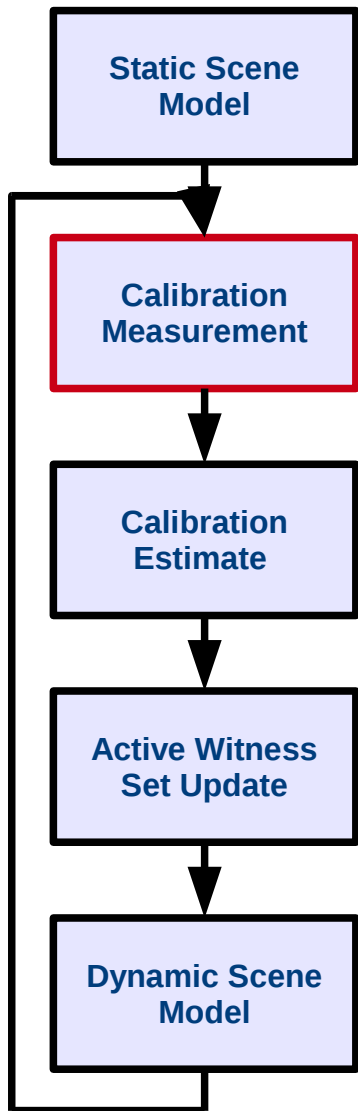 Static Scene
Model
Calibration
Measurement
Calibration
Estimate
Active Witness
Set Update
Dynamic Scene
Model